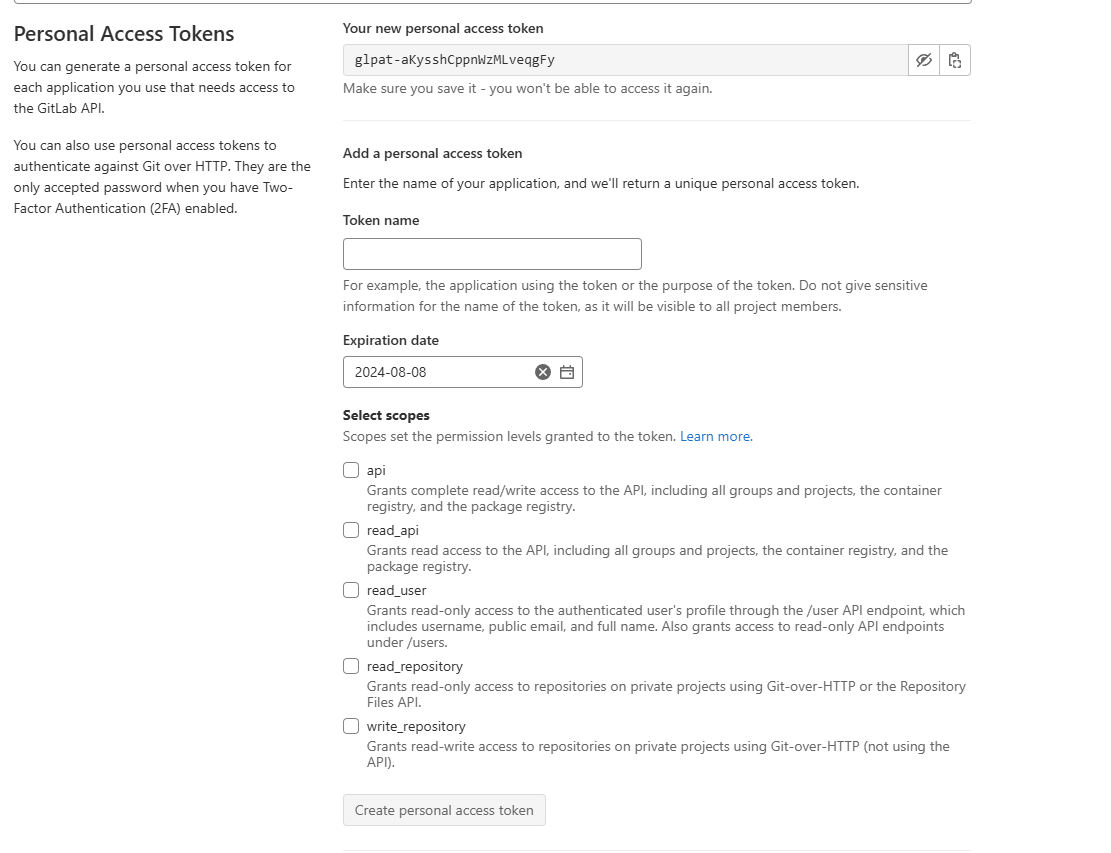 Personal Access Tokens
You can generate a personal access token for
each application you use that needs access to
the GitLab API.
You can also use personal access tokens to
authenticate against Git over HTTP. They are the
only accepted password when you have Two-
Factor Authentication (2FA) enabled.
Your new personal access token
glpat-aKysshCppnWzMLveqgFy
Make sure you save it - you won't be able to access it again.
Add a personal access token
Enter the name of your application, and we'll return a unique personal access token.
Token name
For example, the application using the token or the purpose of the token. Do not give sensitive
information for the name of the token, as it will be visible to all project members.
Expiration date
2024-08-08
Select scopes
Scopes set the permission levels granted to the token. Learn more.
api
Grants complete read/write access to the API, including all groups and projects, the container
registry, and the package registry.
read_api
Grants read access to the API, including all groups and projects, the container registry, and the
package registry.
read_user
Grants read-only access to the authenticated user's profile through the /user API endpoint, which
includes username, public email, and full name. Also grants access to read-only API endpoints
under /users.
read_repository
Grants read-only access to repositories on private projects using Git-over-HTTP or the Repository
Files API.
write_repository
Grants read-write access to repositories on private projects using Git-over-HTTP (not using the
API).
Create personal access token